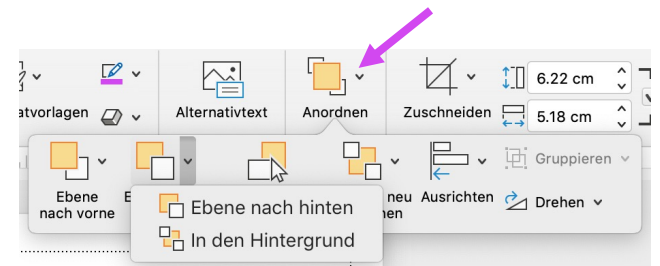 atvorlagen
Alternativtext
Anordnen
Zuschneiden
6.22 cm
5.18 cm
Ebene
nach vorne
E
neu
en
Ausrichten
Gruppieren
Drehen
Ebene nach hinten
In den Hintergrund